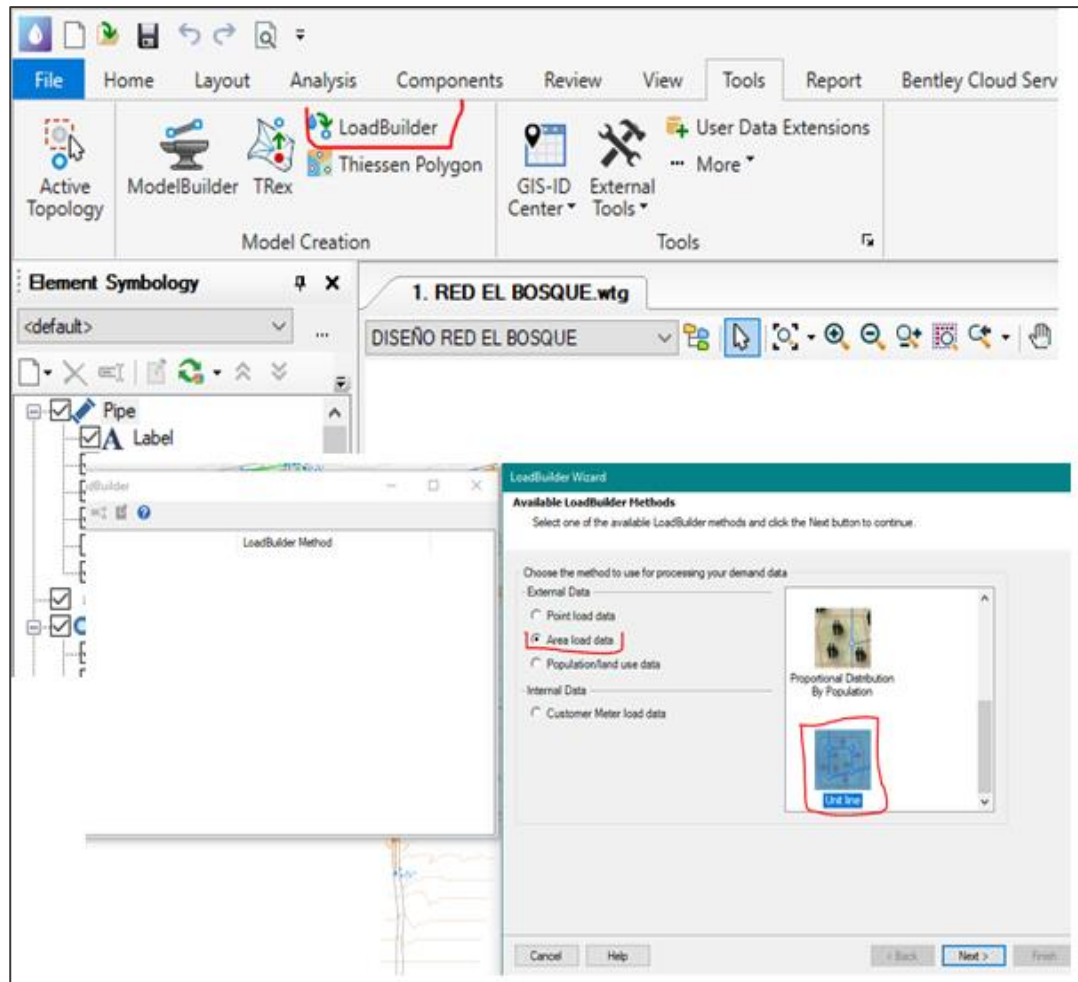 File Home Layout Analysis Components Review View Tools Report Bentley Cloud Serv
Active Topology
ModelBuilder
TRex
LoadBuilder
Thiessen Polygon
Model Creation
GIS-ID Center
External Tools
User Data Extensions
More
Tools
Element Symbology
<default>
...
1. RED EL BOSQUE.wtg
DISEÑO RED EL BOSQUE
Pipe
A Label
LoadBuilder Method
LoadBuilder Wizard
Available LoadBuilder Methods
Select one of the available LoadBuilder methods and click the Next button to continue.
Choose the method to use for processing your demand data
External Data
Point load data
Area load data
Population/land use data
Internal Data
Customer Meter load data
Proportional Distribution
By Population
Unit line
Cancel Help < Back Next > Finish